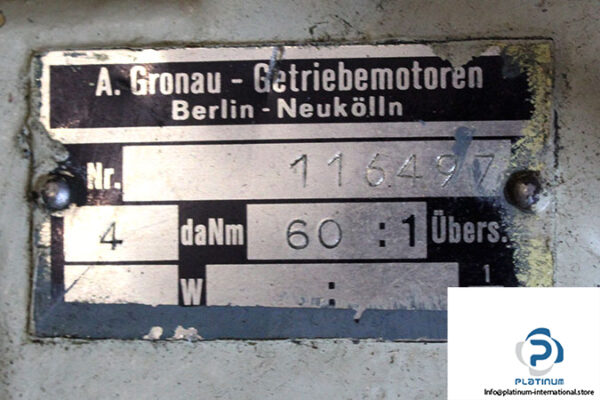 A. Gronau - Getriebemotoren
Berlin - Neukölln
Nr. 116497
4 daNm 60 : 1 Übers.
W : 1
P
PLATINUM
Info@platinum-international.store